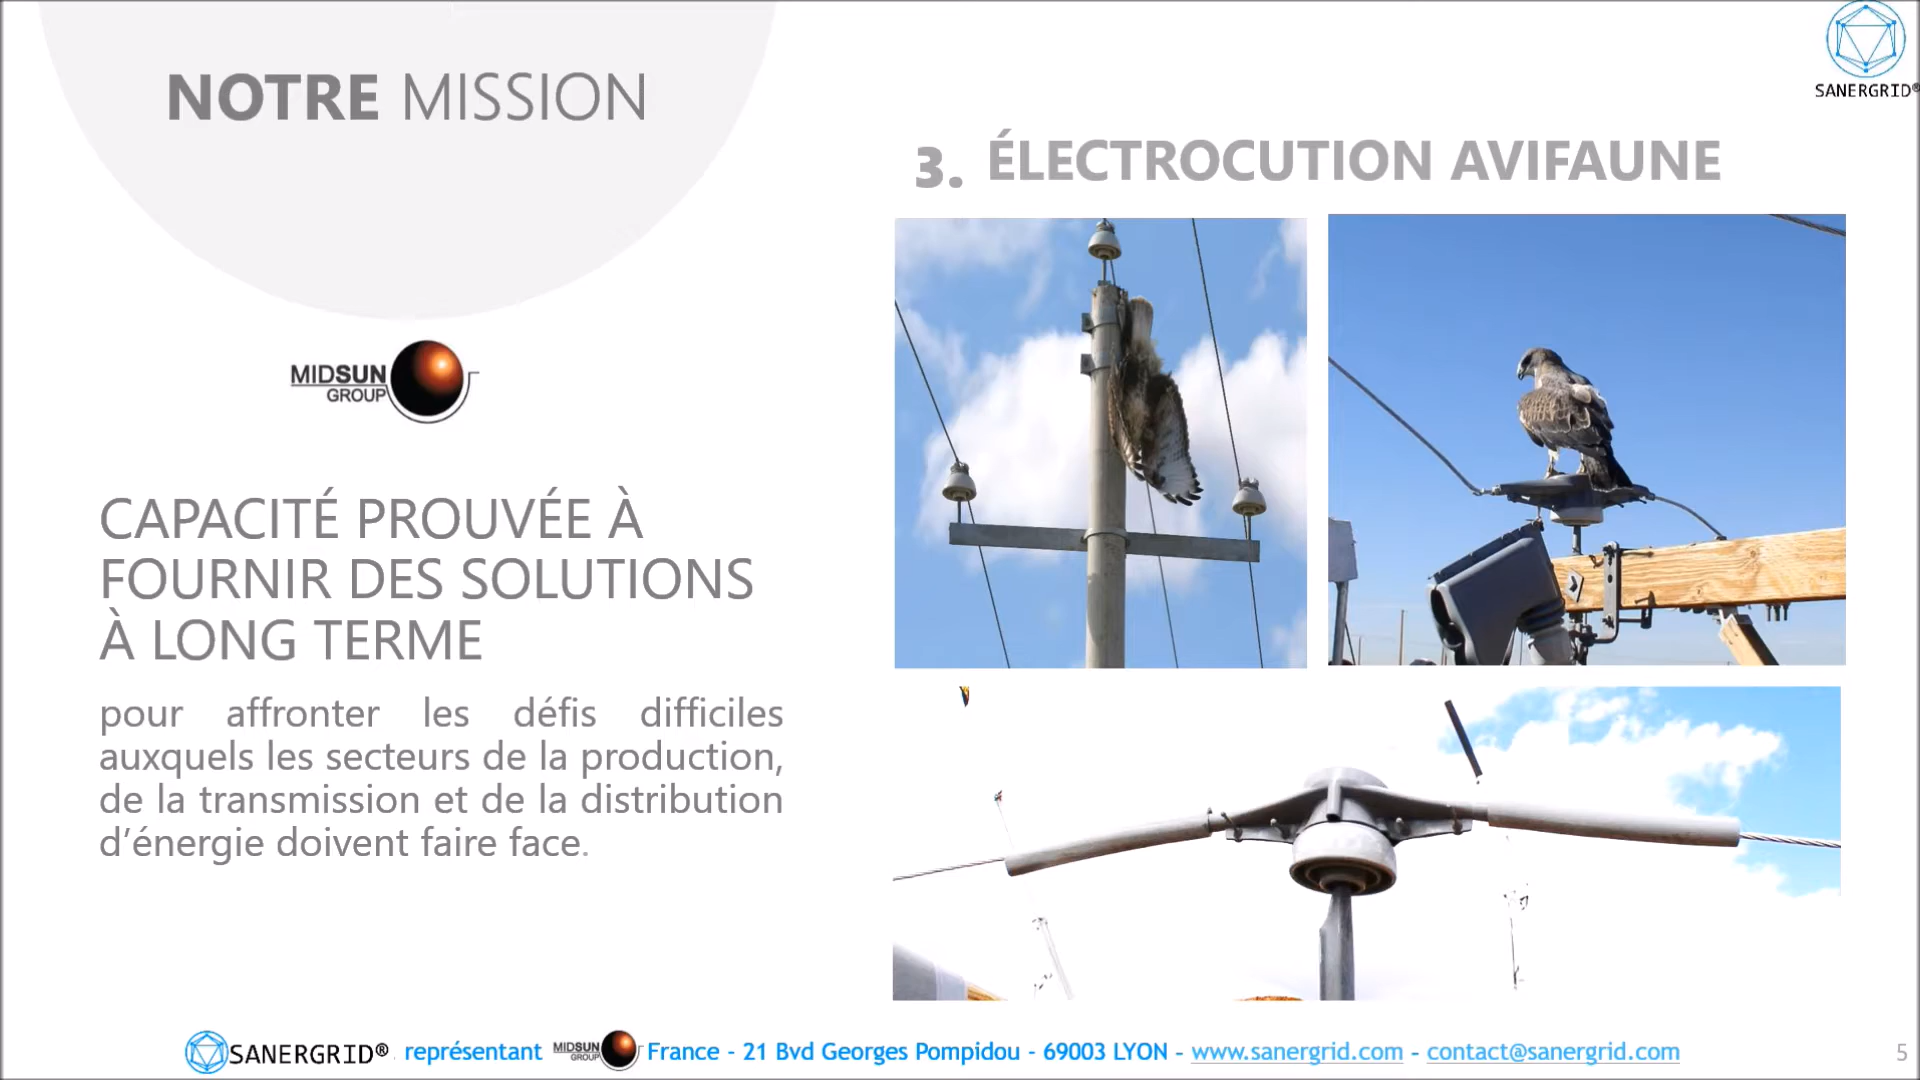 NOTRE MISSION
SANERGRID®
3. ÉLECTROCUTION AVIFAUNE
MIDSUN
GROUP
CAPACITÉ PROUVÉE À
FOURNIR DES SOLUTIONS
À LONG TERME
pour affronter les défis difficiles
auxquels les secteurs de la production,
de la transmission et de la distribution
d’énergie doivent faire face.
SANERGRID® représentant MIDSUN GROUP France - 21 Bvd Georges Pompidou - 69003 LYON - www.sanergrid.com - contact@sanergrid.com
5